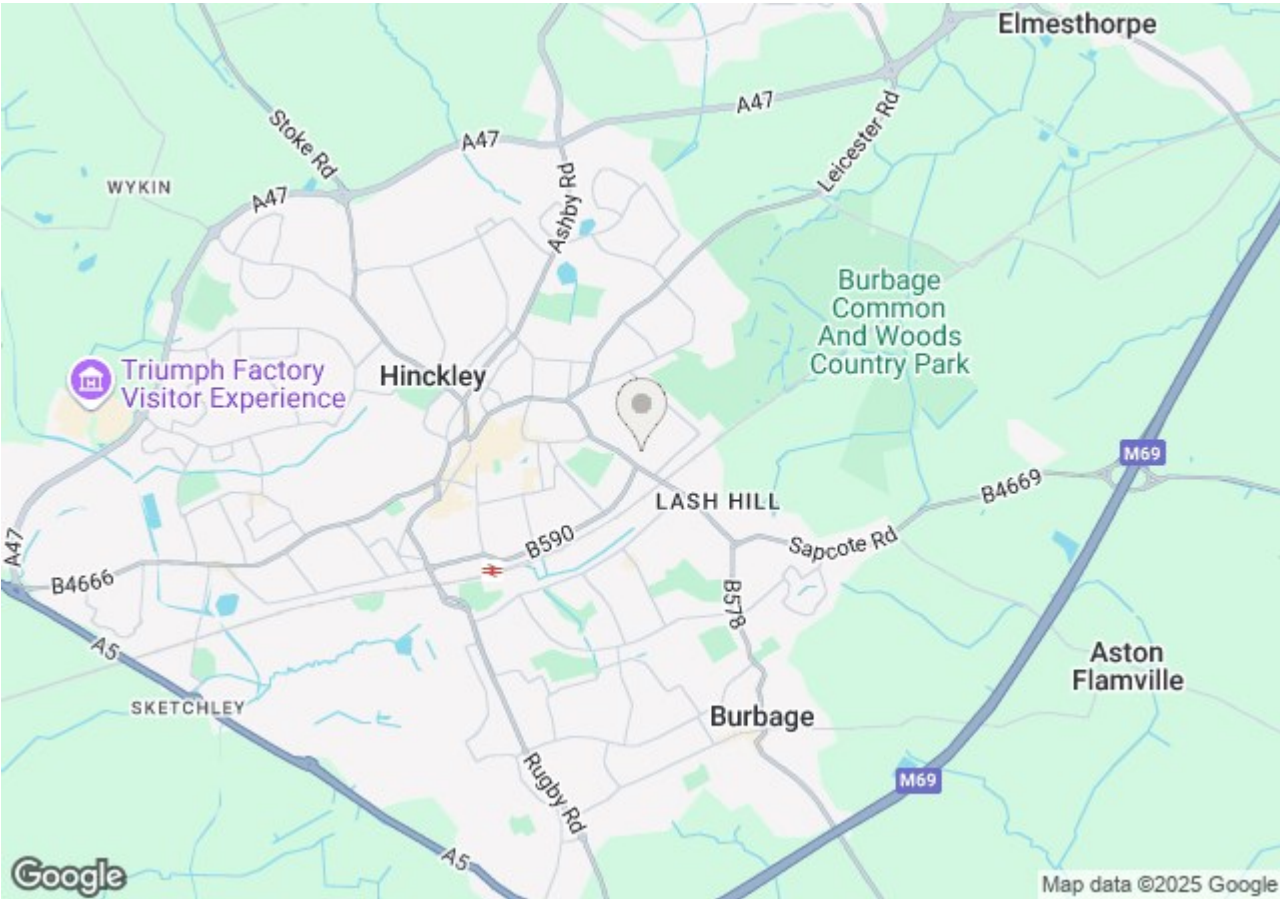 Elmesthorpe
A47
Stoke Rd
A47
Leicester Rd
WYKIN
A47
Ashby Rd
Burbage
Common
And Woods
Country Park
Triumph Factory
Visitor Experience
Hinckley
M69
LASH HILL
B4669
A47
B590
Sapcote Rd
B4666
B578
A5
Aston
Flamville
SKETCHLEY
Burbage
M69
Rugby Rd
A5
Google
Map data ©2025 Google